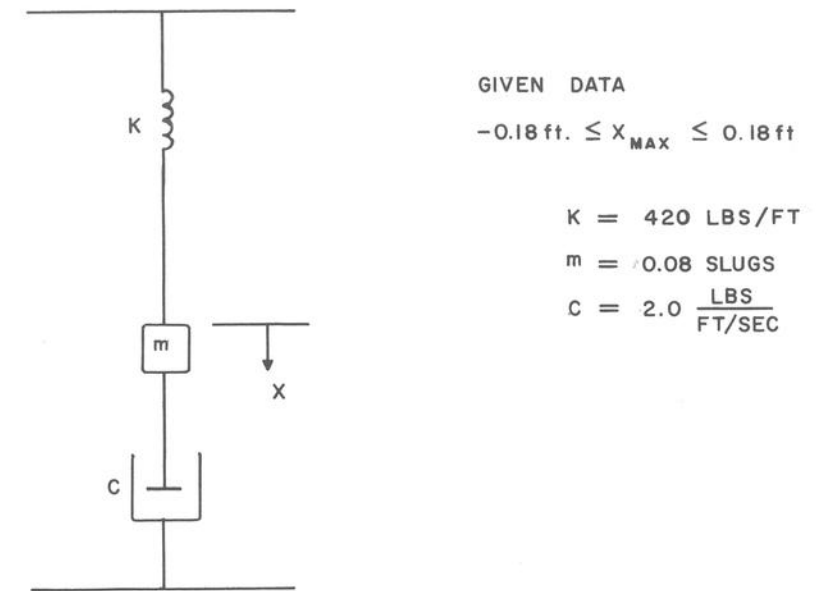 GIVEN DATA
-0.18 ft. ≤ X MAX ≤ 0.18 ft
K
K = 420 LBS/FT
m = 0.08 SLUGS
C = 2.0 LBS
FT/SEC
m
X
C